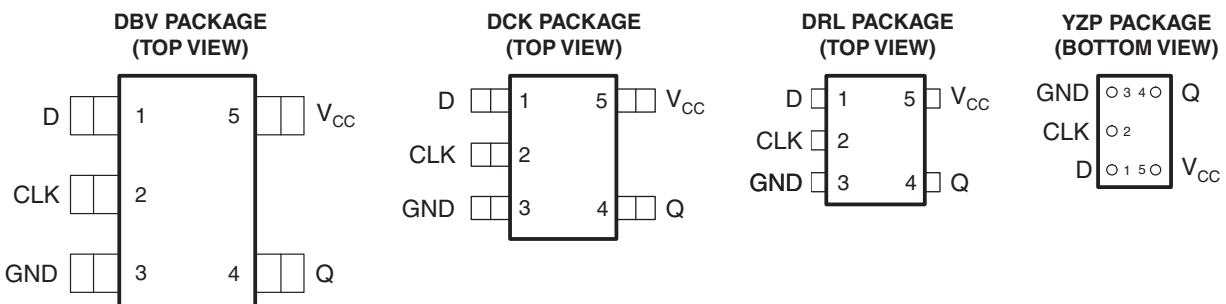 DBV PACKAGE
(TOP VIEW)
D 1 5 VCC
CLK 2
GND 3 4 Q
DCK PACKAGE
(TOP VIEW)
D 1 5 VCC
CLK 2
GND 3 4 Q
DRL PACKAGE
(TOP VIEW)
D 1 5 VCC
CLK 2
GND 3 4 Q
YZP PACKAGE
(BOTTOM VIEW)
GND 3 4 Q
CLK 2
D 1 5 VCC